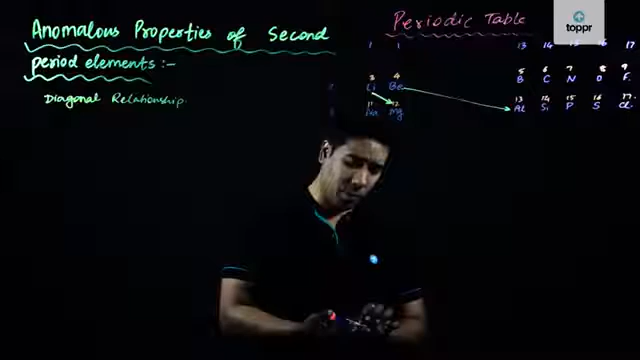 Anomalous Properties of Second
period elements :-
Diagonal Relationship.
Periodic Table
toppr
1 1 13 14 15 16 17
3 4 5 6 7 8 9
Li Be B C N O F
11 12 13 14 15 16 17
Na Mg Al Si P S Cl